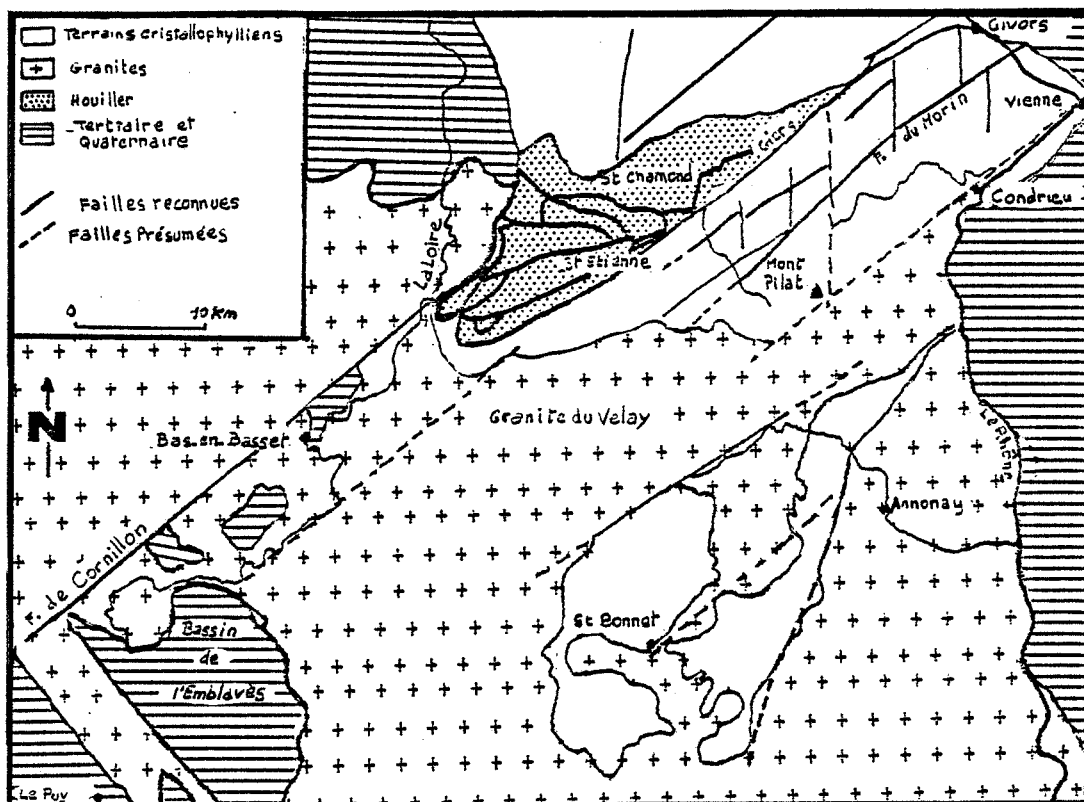 Terrains cristallophylliens
Granites
Houiller
Tertiaire et
quaternaire
Failles reconnues
Failles Présumées
0 10 km
N
Givors
Vienne
Condrieu
Giers
F. du Morin
St Chamond
St Etienne
La Loire
Mont
Pilat
Granite du Velay
Bas en Basset
Le Rhône
Annonay
F. de Cornillon
St Bonnet
Bassin
de
l'Emblavès
Le Puy